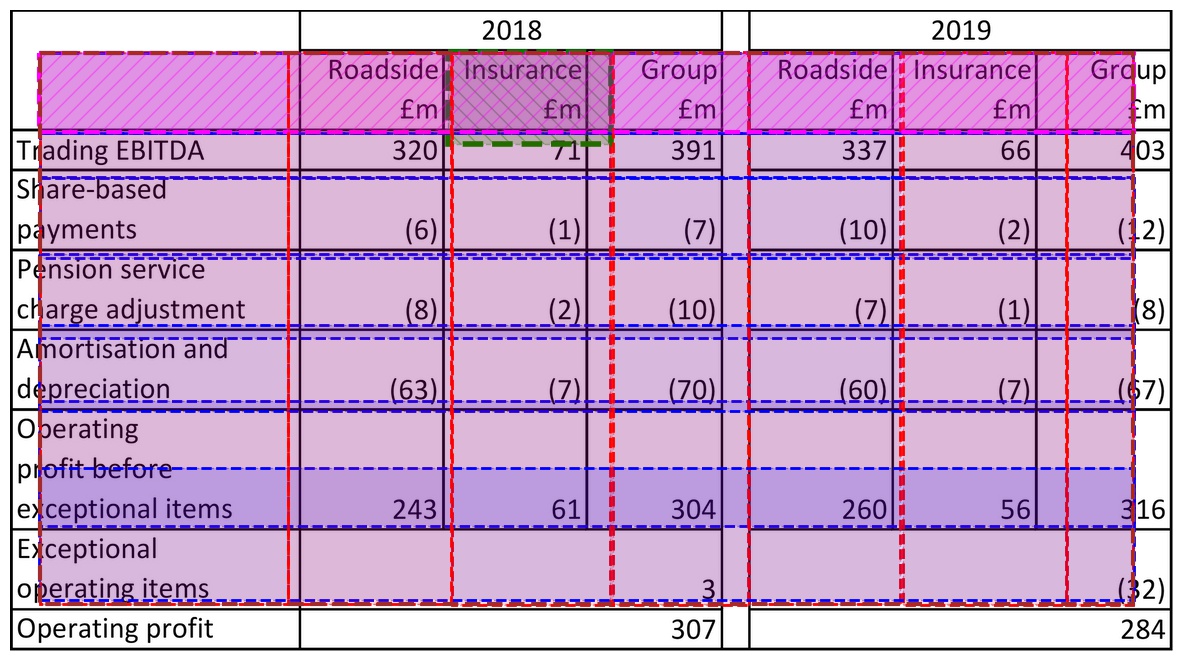 2018 2019
Roadside Insurance Group Roadside Insurance Group
£m £m £m £m £m £m
Trading EBITDA 320 71 391 337 66 403
Share-based
payments (6) (1) (7) (10) (2) (12)
Pension service
charge adjustment (8) (2) (10) (7) (1) (8)
Amortisation and
depreciation (63) (7) (70) (60) (7) (67)
Operating
profit before
exceptional items 243 61 304 260 56 316
Exceptional
operating items 3 (32)
Operating profit 307 284